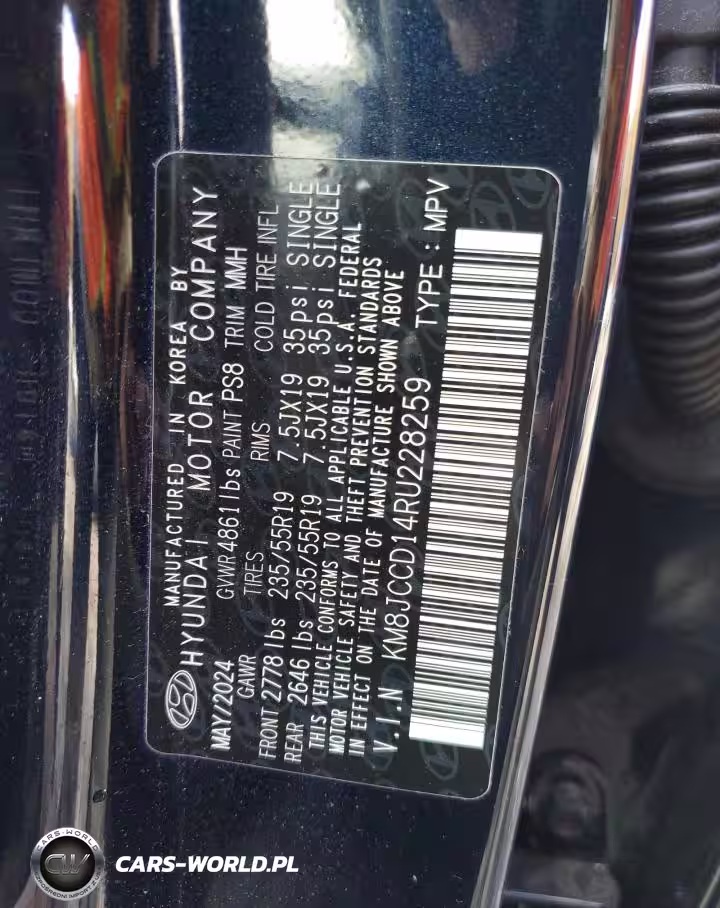 MANUFACTURED IN KOREA BY
HYUNDAI MOTOR COMPANY
MAY/2024 GVWR 4861 lbs PAINT PS8 TRIM MMH
GAWR TIRES RIMS COLD TIRE INFL
FRONT 2778 lbs 235/55R19 7.5JX19 35psi SINGLE
REAR 2646 lbs 235/55R19 7.5JX19 35psi SINGLE
THIS VEHICLE CONFORMS TO ALL APPLICABLE U.S.A. FEDERAL
MOTOR VEHICLE SAFETY AND THEFT PREVENTION STANDARDS
IN EFFECT ON THE DATE OF MANUFACTURE SHOWN ABOVE
V.I.N KM8JCCD14RU228259 TYPE : MPV
CARS-WORLD
CW
CARS-WORLD.PL